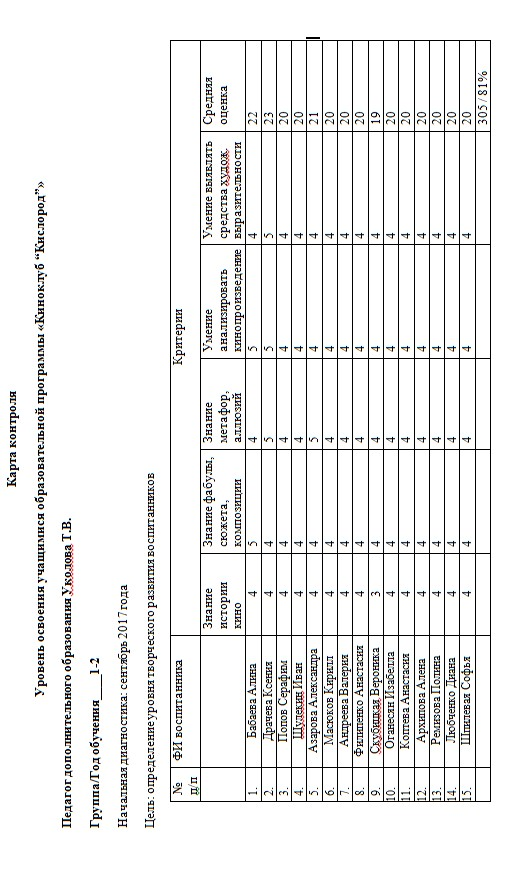 Карта контроля
Уровень освоения учащимися образовательной программы «Киноклуб “Кислород”»
Педагог дополнительного образования Уколова Т.В.
Группа/Год обучения ___1-2
Начальная диагностика: сентябрь 2017 года
Цель: определение уровня творческого развития воспитанников
№ п/п ФИ воспитанника Критерии Средняя оценка
Знание истории кино
Знание фабулы, сюжета, композиции
Знание метафор, аллюзий
Умение анализировать кинопроизведение
Умение выявлять средства худож. выразительности
1. Бабаева Алина 4 5 4 5 4 22
2. Драчева Ксения 4 4 5 5 5 23
3. Попов Серафим 4 4 4 4 4 20
4. Щулекин Иван 4 4 4 4 4 20
5. Азарова Александра 4 4 5 4 4 21
6. Масюков Кирилл 4 4 4 4 4 20
7. Андреева Валерия 4 4 4 4 4 20
8. Филипенко Анастасия 4 4 4 4 4 20
9. Скубицкая Вероника 3 4 4 4 4 19
10. Оганесян Изабелла 4 4 4 4 4 20
11. Коптева Анастасия 4 4 4 4 4 20
12. Архипова Алена 4 4 4 4 4 20
13. Ремизова Полина 4 4 4 4 4 20
14. Любченко Диана 4 4 4 4 4 20
15. Шпилевая Софья 4 4 4 4 4 20
305 / 81%